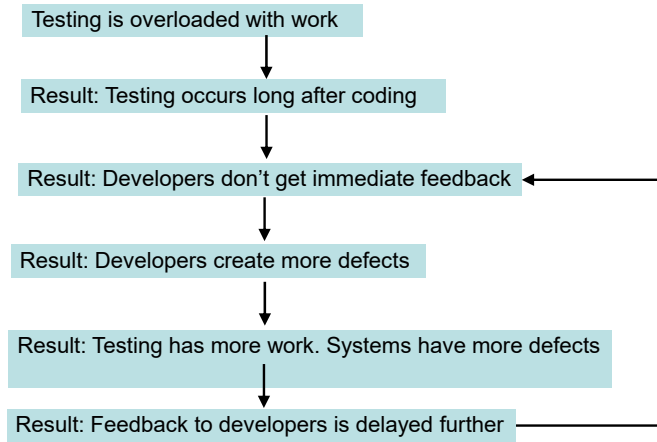 Testing is overloaded with work
Result: Testing occurs long after coding
Result: Developers don’t get immediate feedback
Result: Developers create more defects
Result: Testing has more work. Systems have more defects
Result: Feedback to developers is delayed further